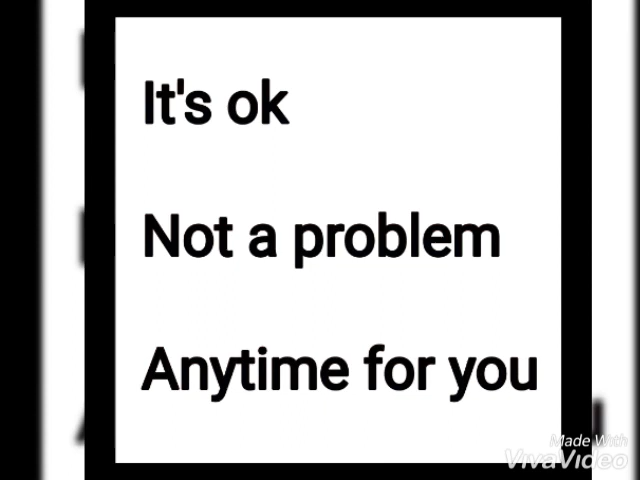 It's ok
Not a problem
Anytime for you
Made With
VivaVideo